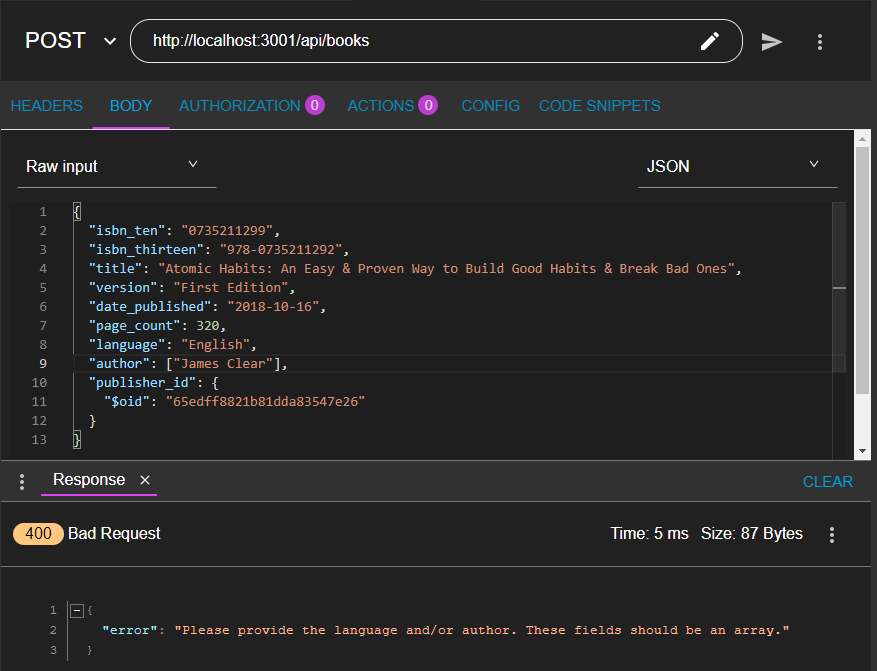 POST http://localhost:3001/api/books
HEADERS BODY AUTHORIZATION 0 ACTIONS 0 CONFIG CODE SNIPPETS
Raw input JSON
1 {
2 "isbn_ten": "0735211299",
3 "isbn_thirteen": "978-0735211292",
4 "title": "Atomic Habits: An Easy & Proven Way to Build Good Habits & Break Bad Ones",
5 "version": "First Edition",
6 "date_published": "2018-10-16",
7 "page_count": 320,
8 "language": "English",
9 "author": ["James Clear"],
10 "publisher_id": {
11 "$oid": "65edff8821b81dda83547e26"
12 }
13 }
Response × CLEAR
400 Bad Request Time: 5 ms Size: 87 Bytes
1 {
2 "error": "Please provide the language and/or author. These fields should be an array."
3 }